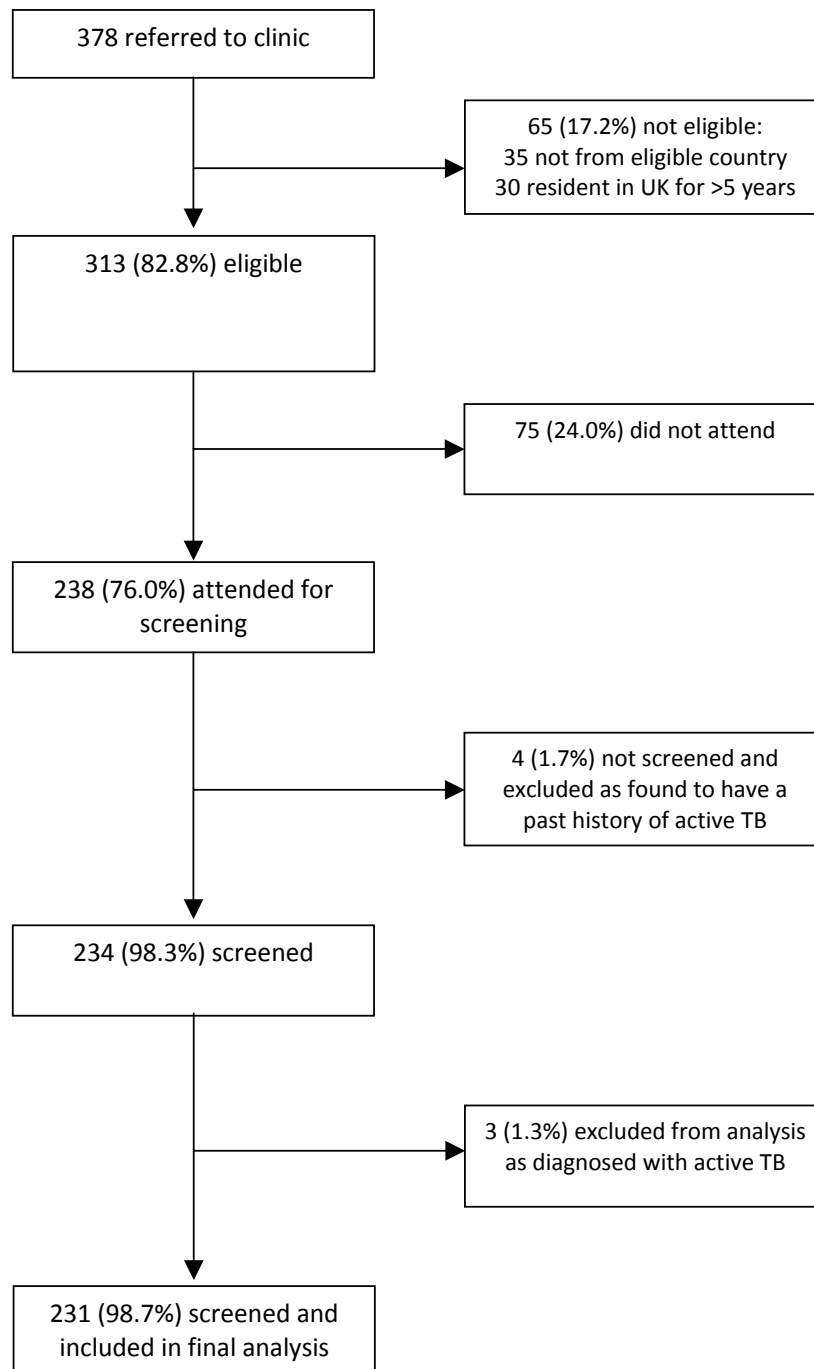 378 referred to clinic
65 (17.2%) not eligible:
35 not from eligible country
30 resident in UK for >5 years
313 (82.8%) eligible
75 (24.0%) did not attend
238 (76.0%) attended for
screening
4 (1.7%) not screened and
excluded as found to have a
past history of active TB
234 (98.3%) screened
3 (1.3%) excluded from analysis
as diagnosed with active TB
231 (98.7%) screened and
included in final analysis